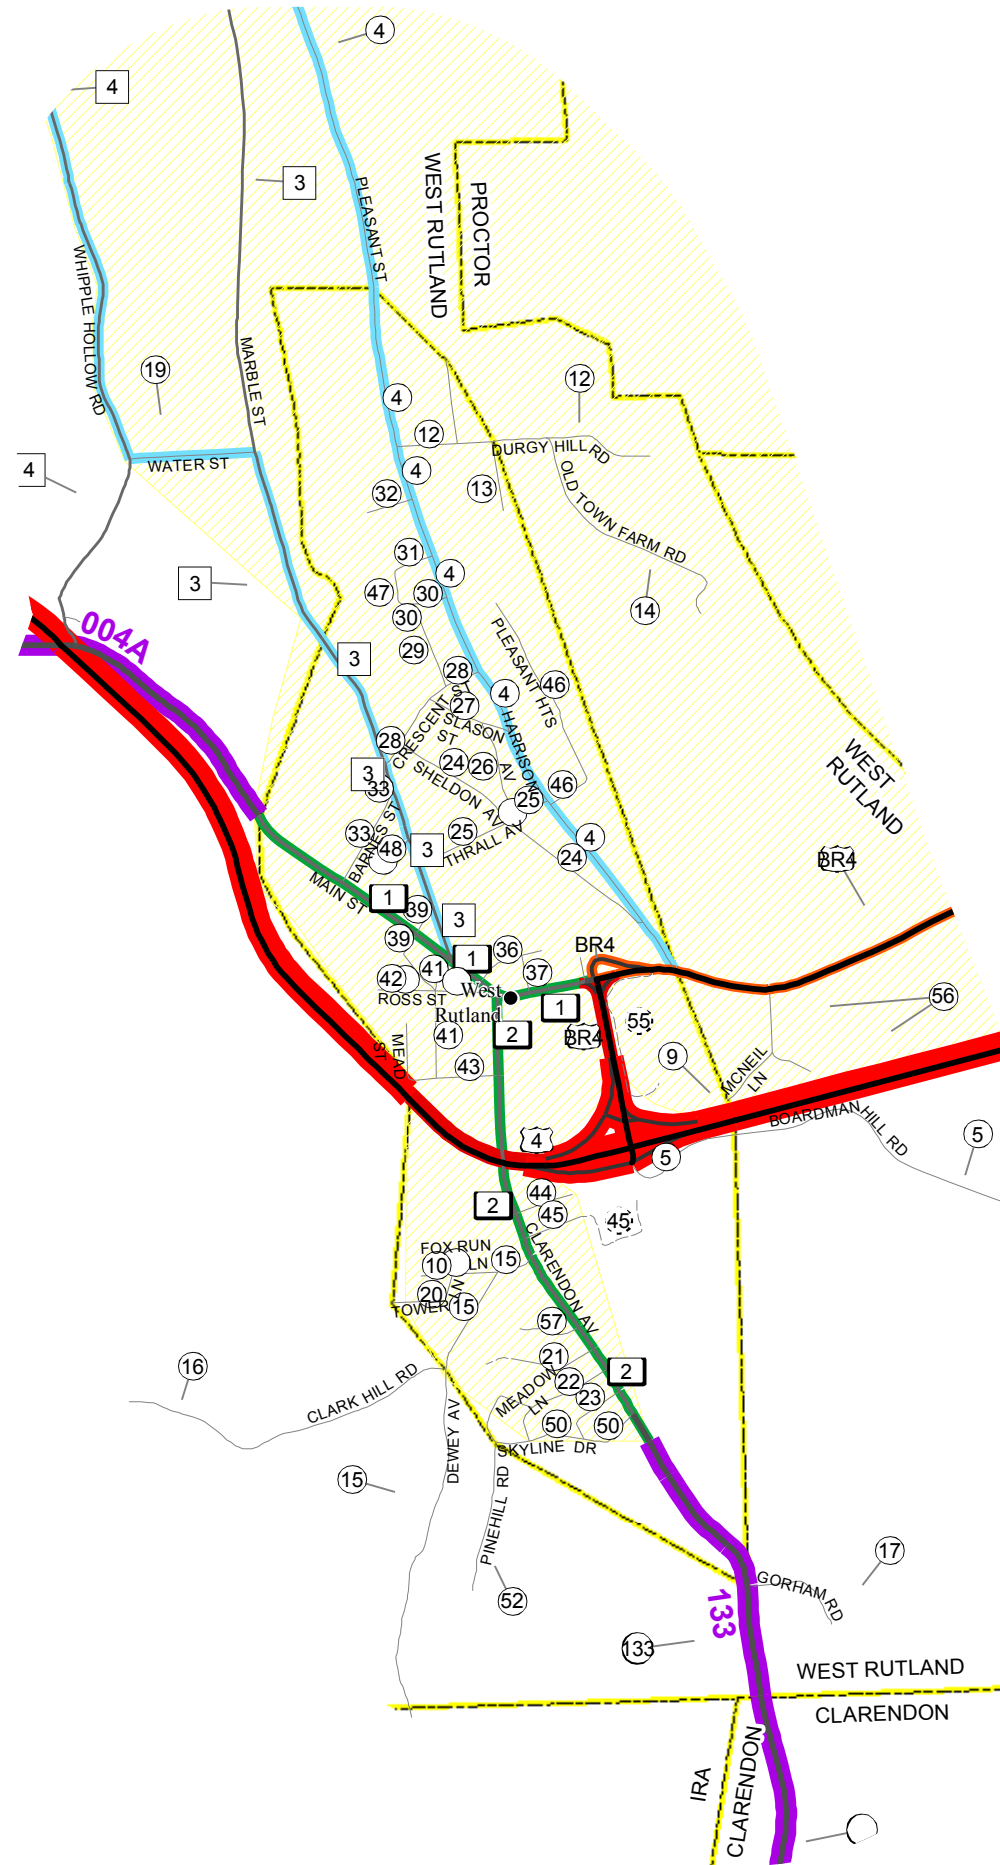 4
4
3
WEST RUTLAND
PROCTOR
PLEASANT ST
WHIPPLE HOLLOW RD
MARBLE ST
19
12
4
12
DURGY HILL RD
4
WATER ST
4
32
13
OLD TOWN FARM RD
31
4
3
47
30
30
14
004A
29
PLEASANT HTS
3
28
46
4
27
CRESCENT ST
SLASON ST
HARRISON
28
24
26
AV
3
33
SHELDON AV
46
25
WEST
RUTLAND
33
25
THRALL AV
4
BARNES ST
48
3
24
BR4
MAIN ST
1
39
3
39
36
BR4
1
41
37
42
West
Rutland
ROSS ST
1
56
55
2
BR4
41
MEAD ST
43
9
MCNEIL LN
BOARDMAN HILL RD
4
5
5
2
44
45
45
CLARENDON AV
FOX RUN LN
10
15
20
LN
TOWER
15
57
16
21
2
CLARK HILL RD
MEADOW LN
22
23
50
50
SKYLINE DR
DEWEY AV
15
PINEHILL RD
52
17
GORHAM RD
133
133
WEST RUTLAND
CLARENDON
IRA
CLARENDON